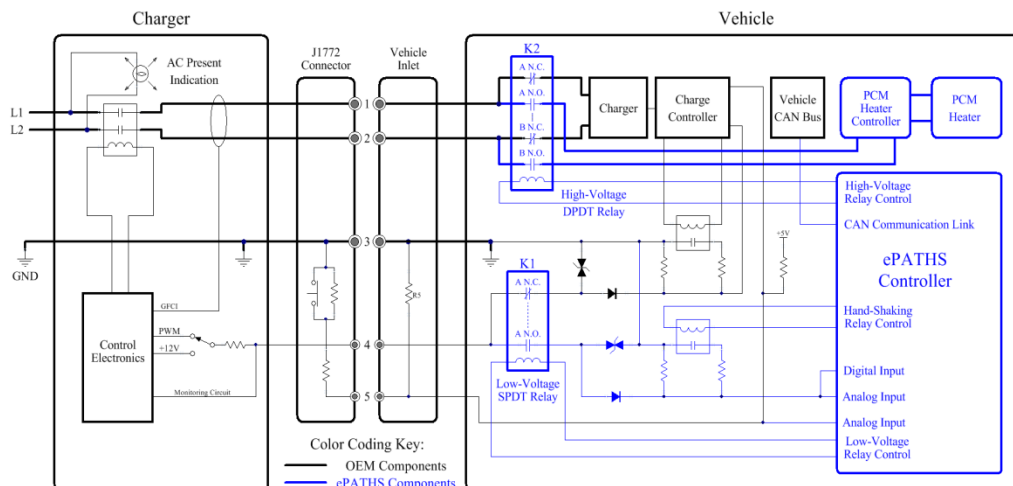 Charger
Vehicle
J1772
Connector
Vehicle
Inlet
K2
AC Present
Indication
L1
L2
1
2
3
4
5
A N.C.
A N.O.
B N.C.
B N.O.
Charger
Charge
Controller
Vehicle
CAN Bus
PCM
Heater
Controller
PCM
Heater
High-Voltage
DPDT Relay
High-Voltage
Relay Control
CAN Communication Link
ePATHS
Controller
+5V
GND
R5
K1
A N.C.
A N.O.
Low-Voltage
SPDT Relay
Hand-Shaking
Relay Control
Digital Input
Analog Input
Analog Input
Low-Voltage
Relay Control
GFCI
PWM
+12V
Control
Electronics
Monitoring Circuit
Color Coding Key:
OEM Components
ePATHS Components